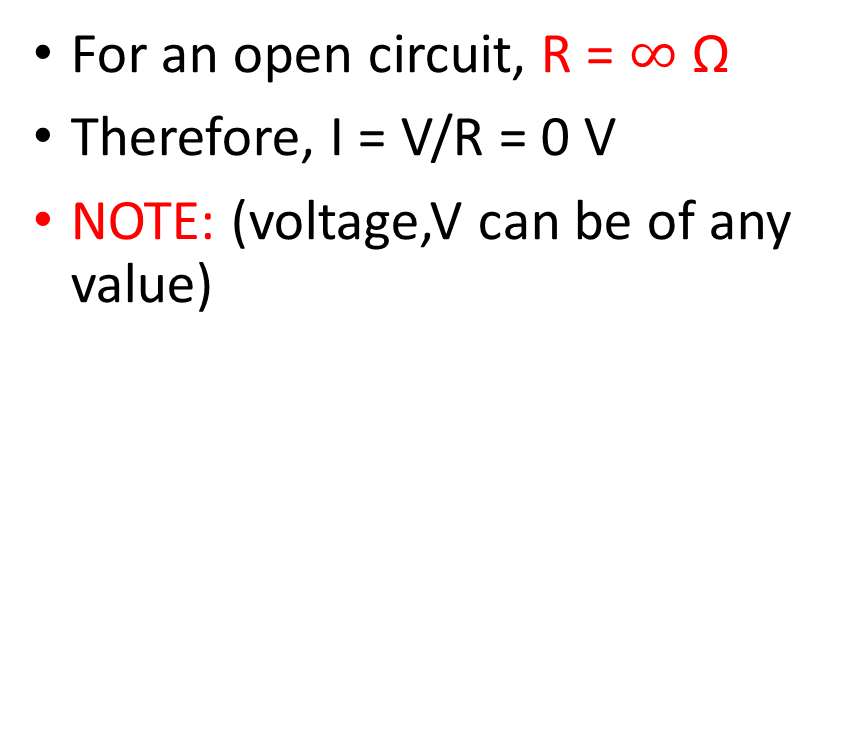 • For an open circuit, R = ∞ Ω
• Therefore, I = V/R = 0 V
• NOTE: (voltage,V can be of any
value)